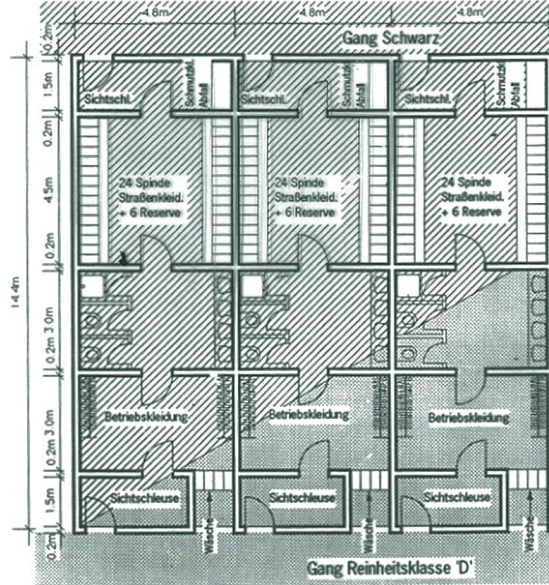 4.8m 4.8m 4.8m
0.2m
Gang Schwarz
1.5m
Sichtschl.
Schmutzkl.
Abfall
Sichtschl.
Schmutzkl.
Abfall
Sichtschl.
Schmutzkl.
Abfall
0.2m
4.5m
24 Spinde
Straßenkleid.
+ 6 Reserve
24 Spinde
Straßenkleid.
+ 6 Reserve
24 Spinde
Straßenkleid.
+ 6 Reserve
0.2m
14.4m
3.0m
0.2m
Betriebskleidung
Betriebskleidung
Betriebskleidung
3.0m
0.2m
Sichtschleuse
Sichtschleuse
Sichtschleuse
1.5m
Wäsche
Wäsche
Wäsche
0.2m
Gang Reinheitsklasse 'D'